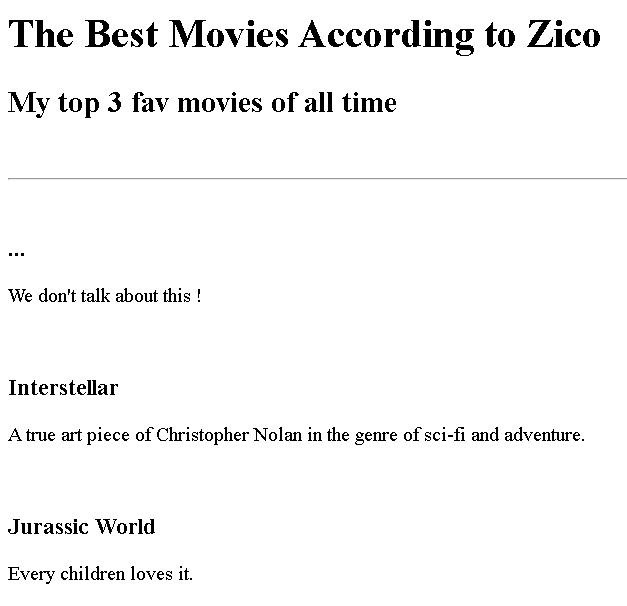 The Best Movies According to Zico
My top 3 fav movies of all time
...
We don't talk about this !
Interstellar
A true art piece of Christopher Nolan in the genre of sci-fi and adventure.
Jurassic World
Every children loves it.